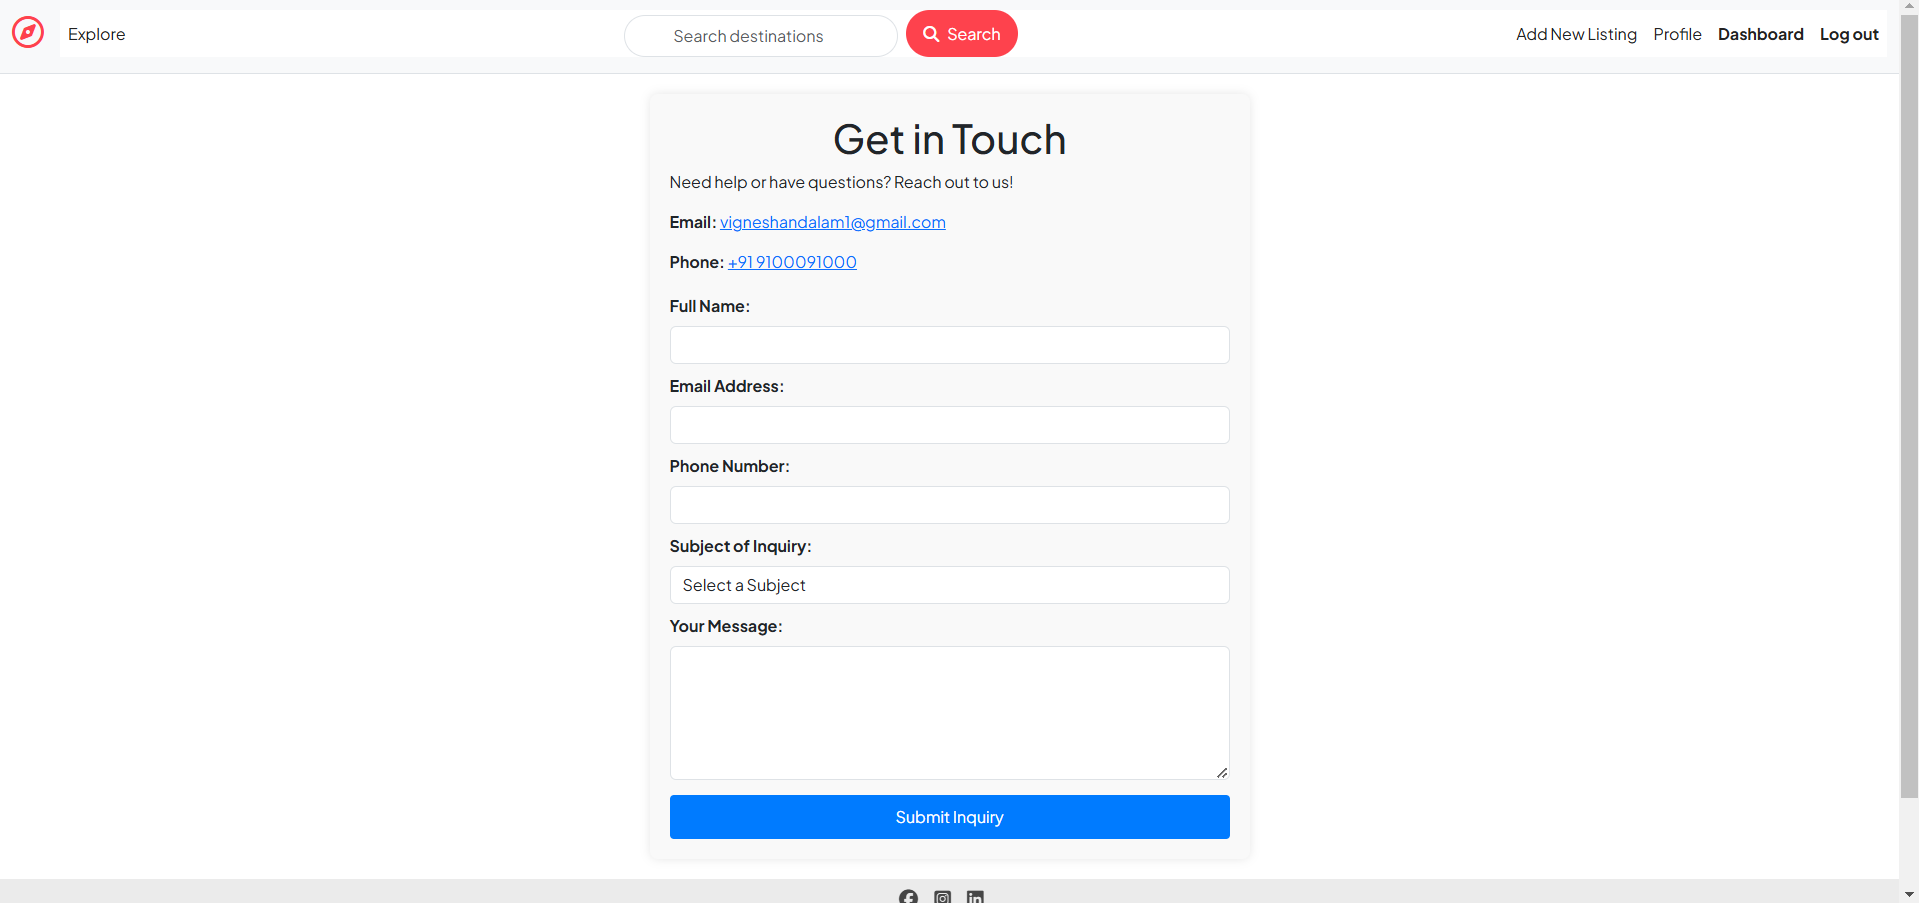 Explore
Search destinations
Search
Add New Listing
Profile
Dashboard
Log out
Get in Touch
Need help or have questions? Reach out to us!
Email: vigneshandalam1@gmail.com
Phone: +91 9100091000
Full Name:
Email Address:
Phone Number:
Subject of Inquiry:
Select a Subject
Your Message:
Submit Inquiry